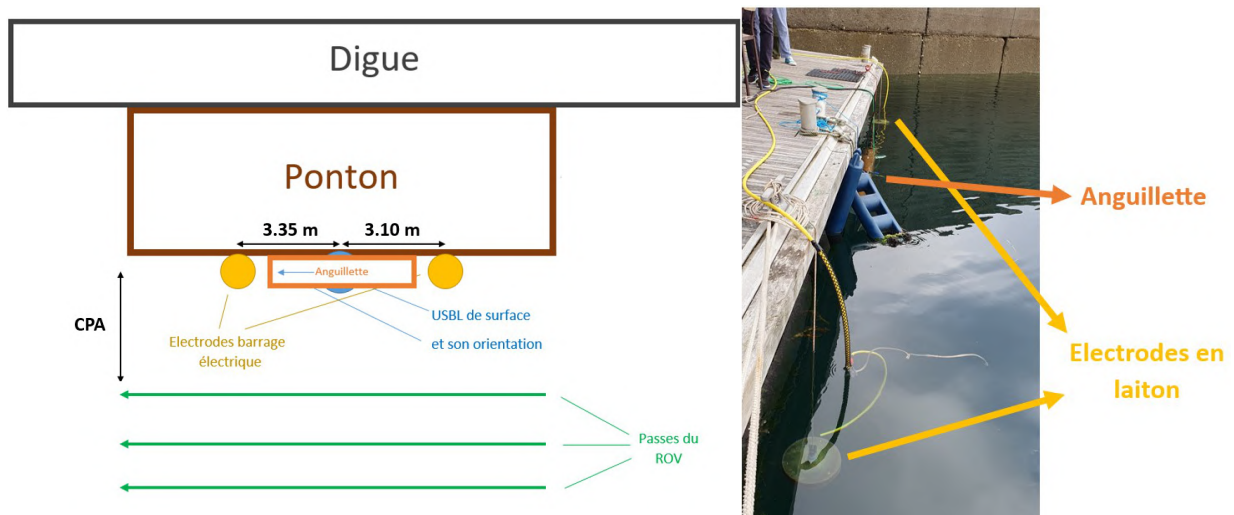 Digue
Ponton
3.35 m
3.10 m
Anguillette
CPA
USBL de surface
et son orientation
Electrodes barrage
électrique
Passes du
ROV
Anguillette
Electrodes en
laiton